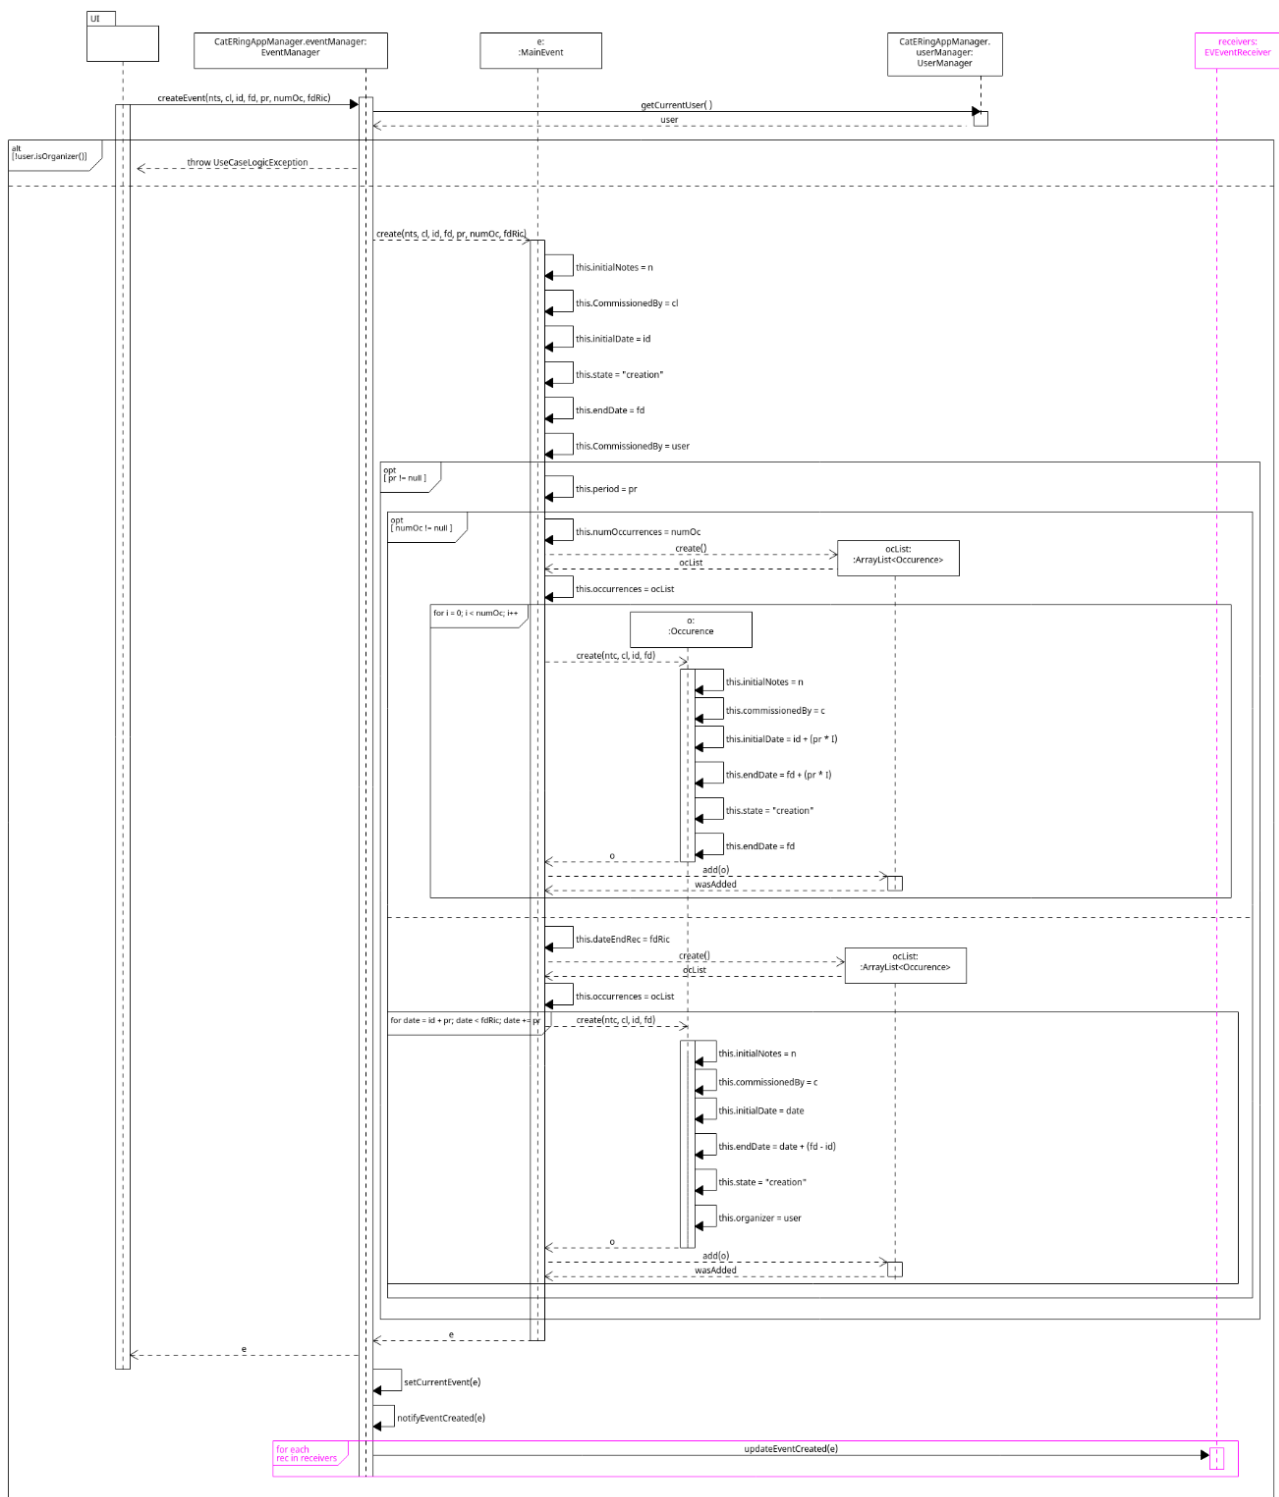 UI
CatERingAppManager.eventManager:
EventManager
e:
:MainEvent
CatERingAppManager.
userManager:
UserManager
receivers:
EVEventReceiver
createEvent(nts, cl, id, fd, pr, numOc, fdRic)
getCurrentUser( )
user
alt
[!user.isOrganizer()]
throw UseCaseLogicException
create(nts, cl, id, fd, pr, numOc, fdRic)
this.initialNotes = n
this.CommissionedBy = cl
this.initialDate = id
this.state = "creation"
this.endDate = fd
this.CommissionedBy = user
opt
[ pr != null ]
this.period = pr
opt
[ numOc != null ]
this.numOccurrences = numOc
create()
ocList:
:ArrayList<Occurence>
ocList
this.occurrences = ocList
for i = 0; i < numOc; i++
o:
:Occurence
create(ntc, cl, id, fd)
this.initialNotes = n
this.commissionedBy = c
this.initialDate = id + (pr * I)
this.endDate = fd + (pr * I)
this.state = "creation"
this.endDate = fd
o
add(o)
wasAdded
this.dateEndRec = fdRic
create()
ocList:
:ArrayList<Occurence>
ocList
this.occurrences = ocList
for date = id + pr; date < fdRic; date += pr
create(ntc, cl, id, fd)
this.initialNotes = n
this.commissionedBy = c
this.initialDate = date
this.endDate = date + (fd - id)
this.state = "creation"
this.organizer = user
o
add(o)
wasAdded
e
e
setCurrentEvent(e)
notifyEventCreated(e)
for each
rec in receivers
updateEventCreated(e)